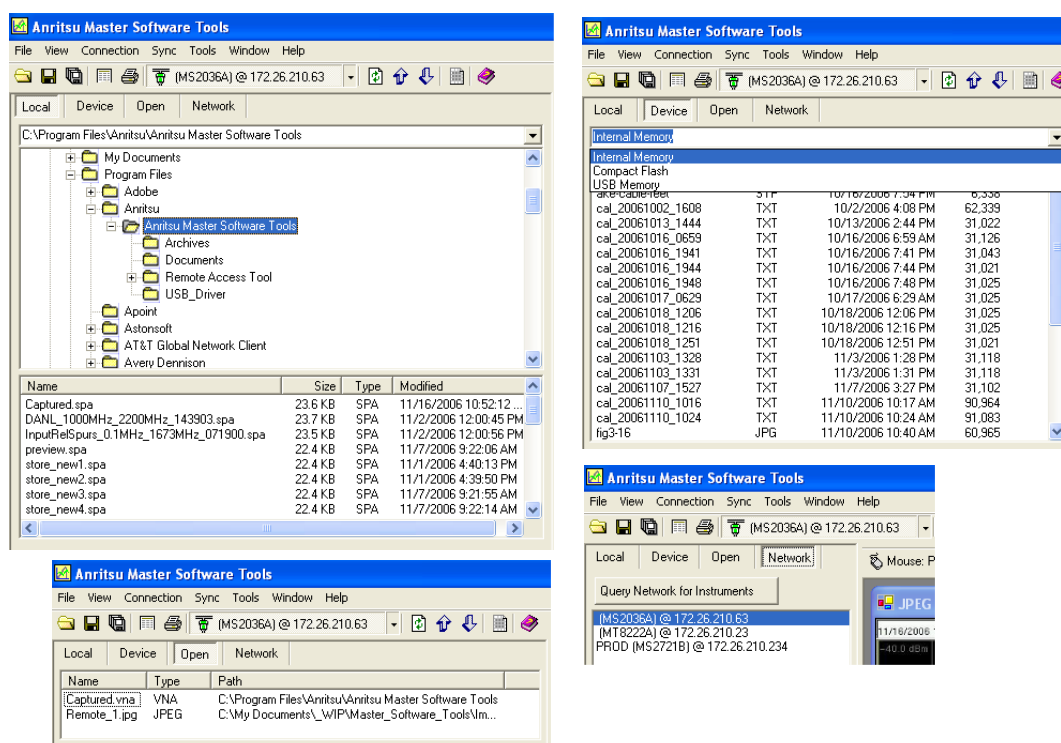 Anritsu Master Software Tools
File View Connection Sync Tools Window Help
(MS2036A) @ 172.26.210.63
Local Device Open Network
C:\Program Files\Anritsu\Anritsu Master Software Tools
My Documents
Program Files
Adobe
Anritsu
Anritsu Master Software Tools
Archives
Documents
Remote Access Tool
USB_Driver
Apoint
Astonsoft
AT&T Global Network Client
Avery Dennison
Name Size Type Modified
Captured.spa 23.6 KB SPA 11/16/2006 10:52:12 ...
DANL_1000MHz_2200MHz_143903.spa 23.7 KB SPA 11/2/2006 12:00:45 PM
InputRelSpurs_0.1MHz_1673MHz_071900.spa 23.5 KB SPA 11/2/2006 12:00:56 PM
preview.spa 22.4 KB SPA 11/7/2006 9:22:06 AM
store_new1.spa 22.4 KB SPA 11/1/2006 4:40:13 PM
store_new2.spa 22.4 KB SPA 11/1/2006 4:39:50 PM
store_new3.spa 22.4 KB SPA 11/7/2006 9:21:55 AM
store_new4.spa 22.4 KB SPA 11/7/2006 9:22:14 AM
Anritsu Master Software Tools
File View Connection Sync Tools Window Help
(MS2036A) @ 172.26.210.63
Local Device Open Network
Internal Memory
Internal Memory
Compact Flash
USB Memory
ake-cable-feet STP 10/16/2006 7:54 PM 6,338
cal_20061002_1608 TXT 10/2/2006 4:08 PM 62,339
cal_20061013_1444 TXT 10/13/2006 2:44 PM 31,022
cal_20061016_0659 TXT 10/16/2006 6:59 AM 31,126
cal_20061016_1941 TXT 10/16/2006 7:41 PM 31,043
cal_20061016_1944 TXT 10/16/2006 7:44 PM 31,021
cal_20061016_1948 TXT 10/16/2006 7:48 PM 31,025
cal_20061017_0629 TXT 10/17/2006 6:29 AM 31,025
cal_20061018_1206 TXT 10/18/2006 12:06 PM 31,025
cal_20061018_1216 TXT 10/18/2006 12:16 PM 31,025
cal_20061018_1251 TXT 10/18/2006 12:51 PM 31,021
cal_20061103_1328 TXT 11/3/2006 1:28 PM 31,118
cal_20061103_1331 TXT 11/3/2006 1:31 PM 31,118
cal_20061107_1527 TXT 11/7/2006 3:27 PM 31,102
cal_20061110_1016 TXT 11/10/2006 10:17 AM 90,964
cal_20061110_1024 TXT 11/10/2006 10:24 AM 91,083
fig3-16 JPG 11/10/2006 10:40 AM 60,965
Anritsu Master Software Tools
File View Connection Sync Tools Window Help
(MS2036A) @ 172.26.210.63
Local Device Open Network
Name Type Path
Captured.vna VNA C:\Program Files\Anritsu\Anritsu Master Software Tools
Remote_1.jpg JPEG C:\My Documents\_WIP\Master_Software_Tools\Im...
Anritsu Master Software Tools
File View Connection Sync Tools Window Help
(MS2036A) @ 172.26.210.63
Local Device Open Network
Mouse: P
Query Network for Instruments
JPEG
(MS2036A) @ 172.26.210.63
(MT8222A) @ 172.26.210.23
PROD (MS2721B) @ 172.26.210.234
11/16/2006
-40.0 dBm